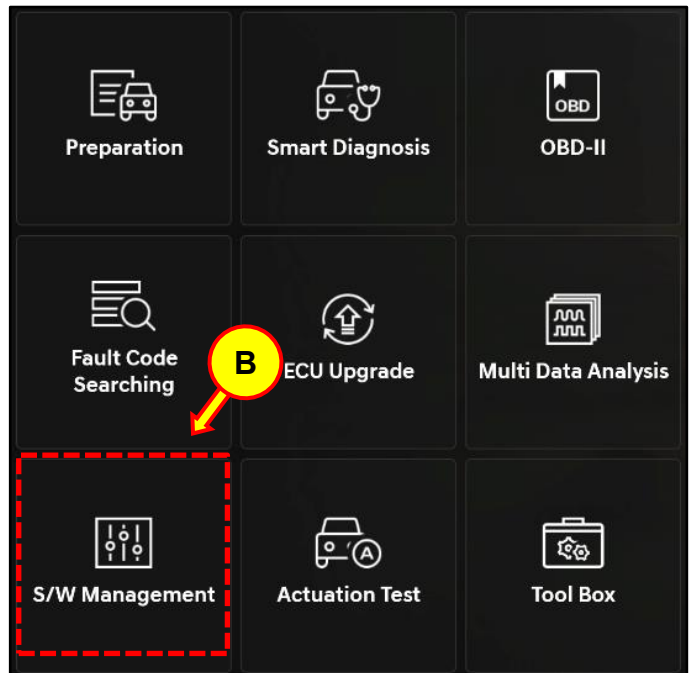 OBD
Preparation
Smart Diagnosis
OBD-II
Fault Code
Searching
B
ECU Upgrade
Multi Data Analysis
A
S/W Management
Actuation Test
Tool Box